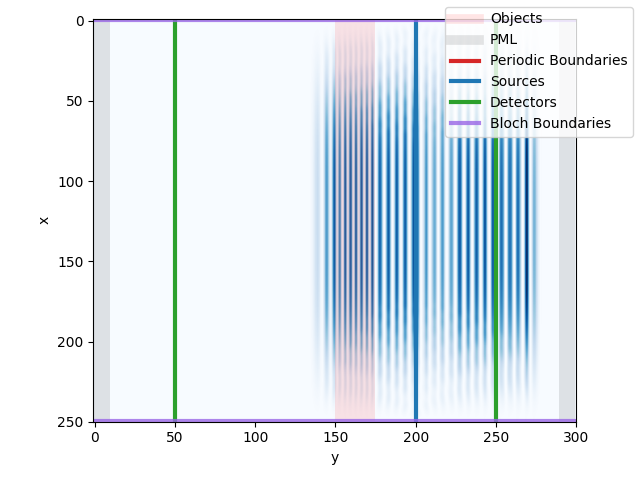 Objects
PML
Periodic Boundaries
Sources
Detectors
Bloch Boundaries
0
50
100
150
200
250
x
0 50 100 150 200 250 300
y